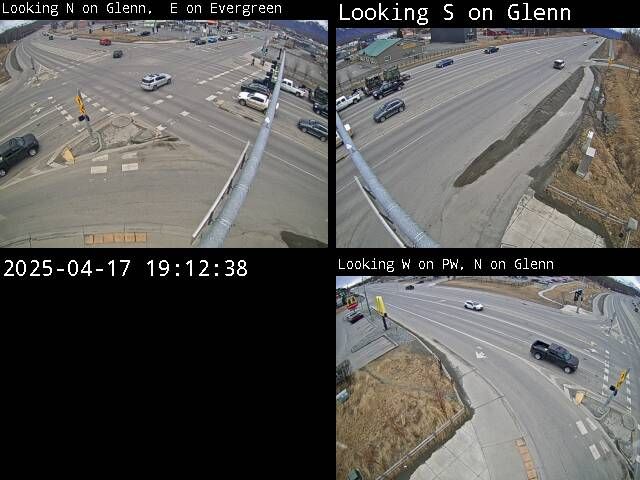 Looking N on Glenn,  E on Evergreen
Looking S on Glenn
2025-04-17 19:12:38
Looking W on PW, N on Glenn